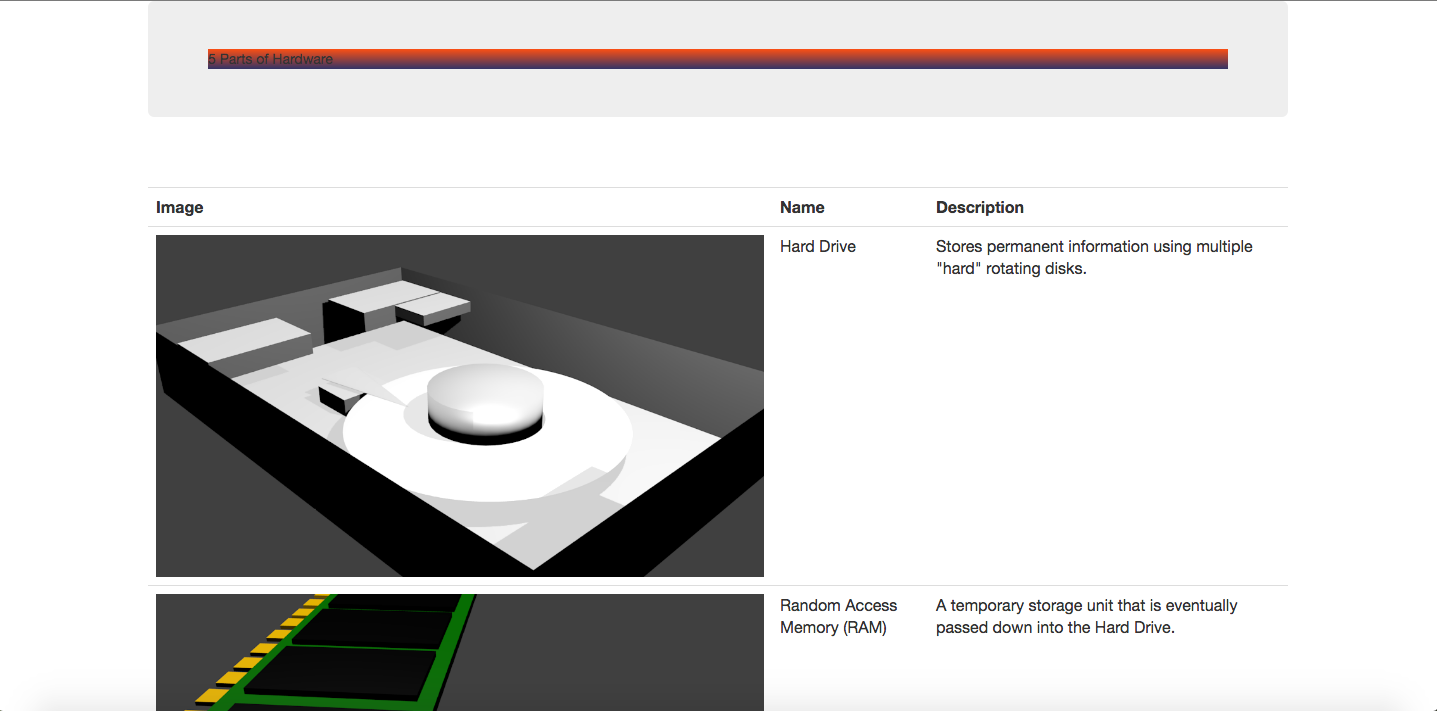 5 Parts of Hardware
Image Name Description
Hard Drive
Stores permanent information using multiple
"hard" rotating disks.
Random Access
Memory (RAM)
A temporary storage unit that is eventually
passed down into the Hard Drive.